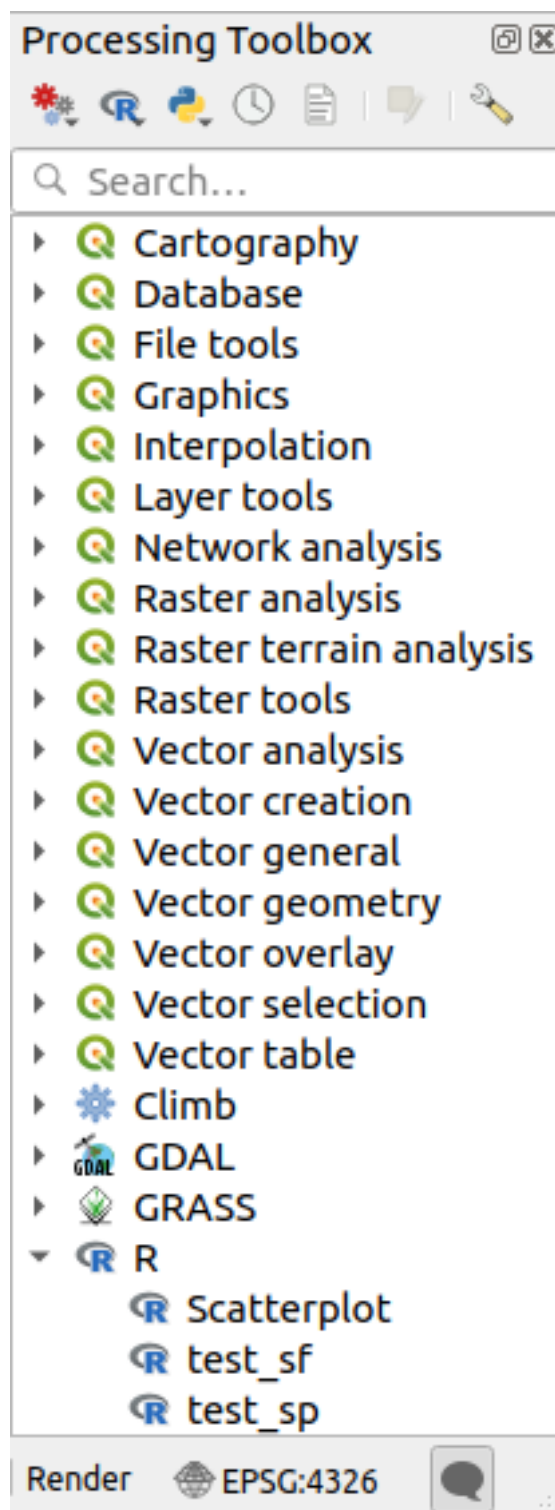 Processing Toolbox
Search...
Cartography
Database
File tools
Graphics
Interpolation
Layer tools
Network analysis
Raster analysis
Raster terrain analysis
Raster tools
Vector analysis
Vector creation
Vector general
Vector geometry
Vector overlay
Vector selection
Vector table
Climb
GDAL GDAL
GRASS
R R
R Scatterplot
R test_sf
R test_sp
Render EPSG:4326